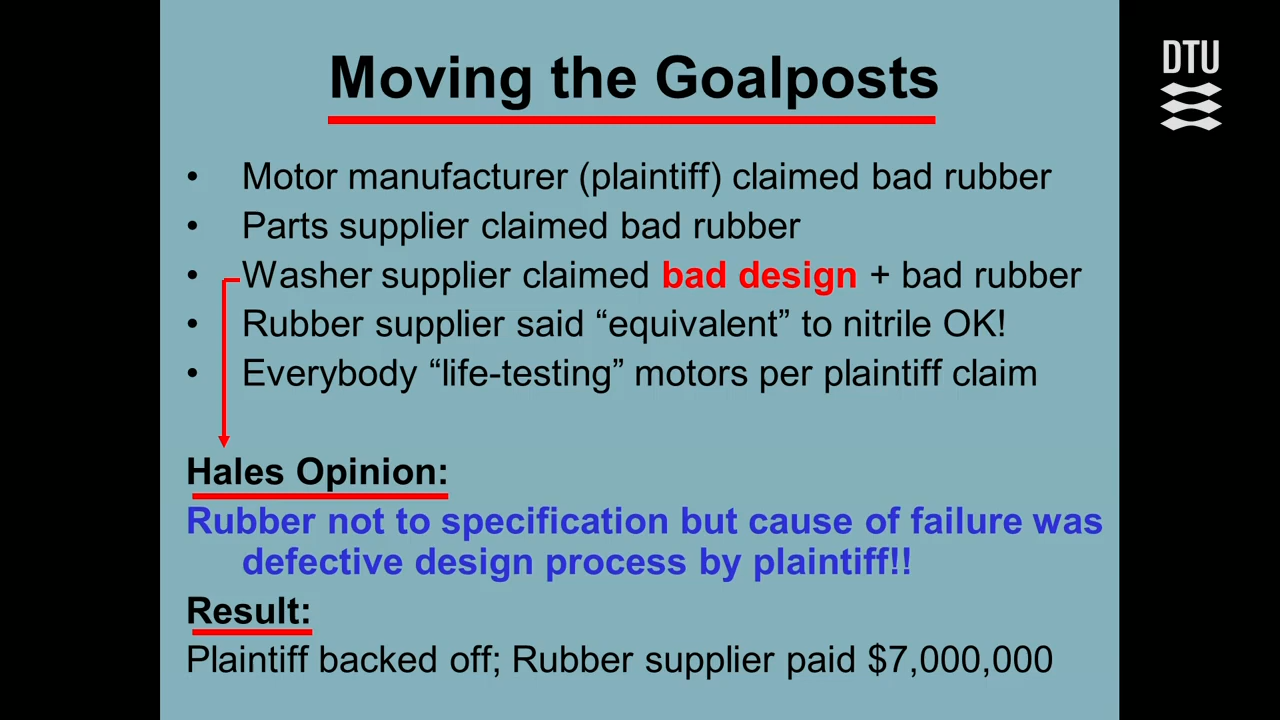 Moving the Goalposts
DTU
• Motor manufacturer (plaintiff) claimed bad rubber
• Parts supplier claimed bad rubber
• Washer supplier claimed bad design + bad rubber
• Rubber supplier said “equivalent” to nitrile OK!
• Everybody “life-testing” motors per plaintiff claim
Hales Opinion:
Rubber not to specification but cause of failure was
defective design process by plaintiff!!
Result:
Plaintiff backed off; Rubber supplier paid $7,000,000